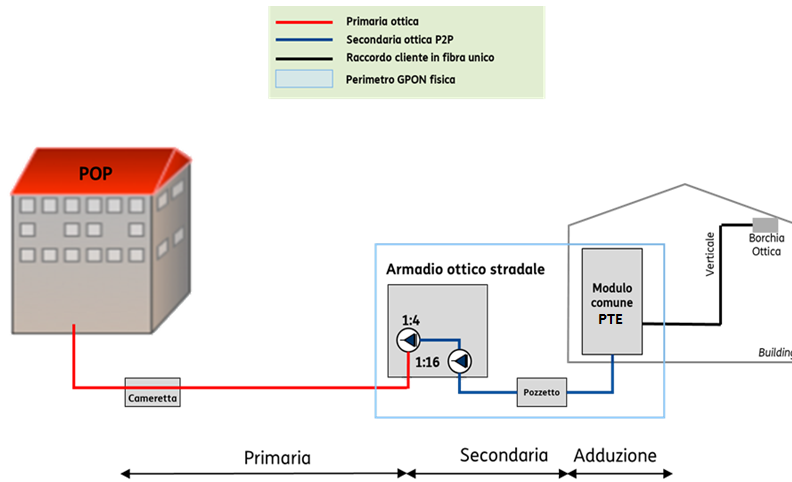 Primaria ottica
Secondaria ottica P2P
Raccordo cliente in fibra unico
Perimetro GPON fisica
POP
Armadio ottico stradale
1:4
1:16
Modulo
comune
PTE
Verticale
Borchia
Ottica
Building
Cameretta
Pozzetto
Primaria
Secondaria
Adduzione